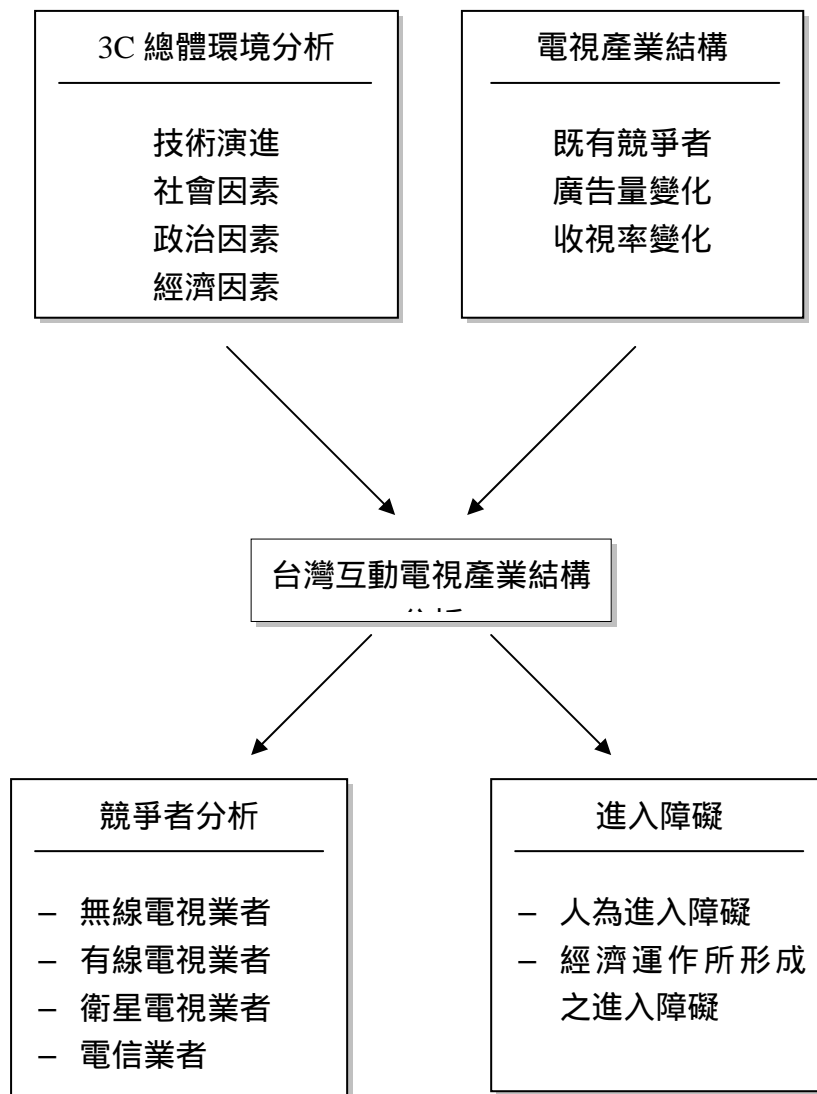 3C 總體環境分析
技術演進
社會因素
政治因素
經濟因素
電視產業結構
既有競爭者
廣告量變化
收視率變化
台灣互動電視產業結構
競爭者分析
– 無線電視業者
– 有線電視業者
– 衛星電視業者
– 電信業者
進入障礙
– 人為進入障礙
– 經濟運作所形成
之進入障礙